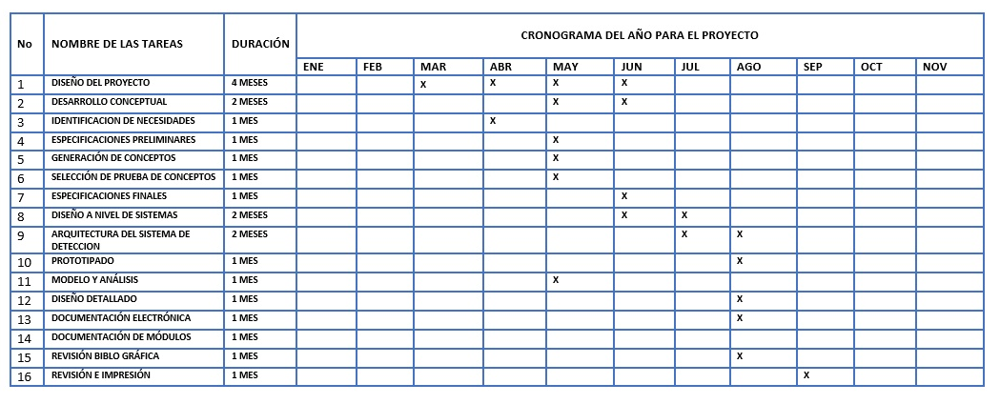 No NOMBRE DE LAS TAREAS DURACIÓN CRONOGRAMA DEL AÑO PARA EL PROYECTO
ENE FEB MAR ABR MAY JUN JUL AGO SEP OCT NOV
1 DISEÑO DEL PROYECTO 4 MESES X X X X
2 DESARROLLO CONCEPTUAL 2 MESES X X
3 IDENTIFICACION DE NECESIDADES 1 MES X
4 ESPECIFICACIONES PRELIMINARES 1 MES X
5 GENERACIÓN DE CONCEPTOS 1 MES X
6 SELECCIÓN DE PRUEBA DE CONCEPTOS 1 MES X
7 ESPECIFICACIONES FINALES 1 MES X
8 DISEÑO A NIVEL DE SISTEMAS 2 MESES X X
9 ARQUITECTURA DEL SISTEMA DE 2 MESES X X
DETECCION
10 PROTOTIPADO 1 MES X
11 MODELO Y ANÁLISIS 1 MES X
12 DISEÑO DETALLADO 1 MES X
13 DOCUMENTACIÓN ELECTRÓNICA 1 MES X
14 DOCUMENTACIÓN DE MÓDULOS 1 MES
15 REVISIÓN BIBLO GRÁFICA 1 MES X
16 REVISIÓN E IMPRESIÓN 1 MES X